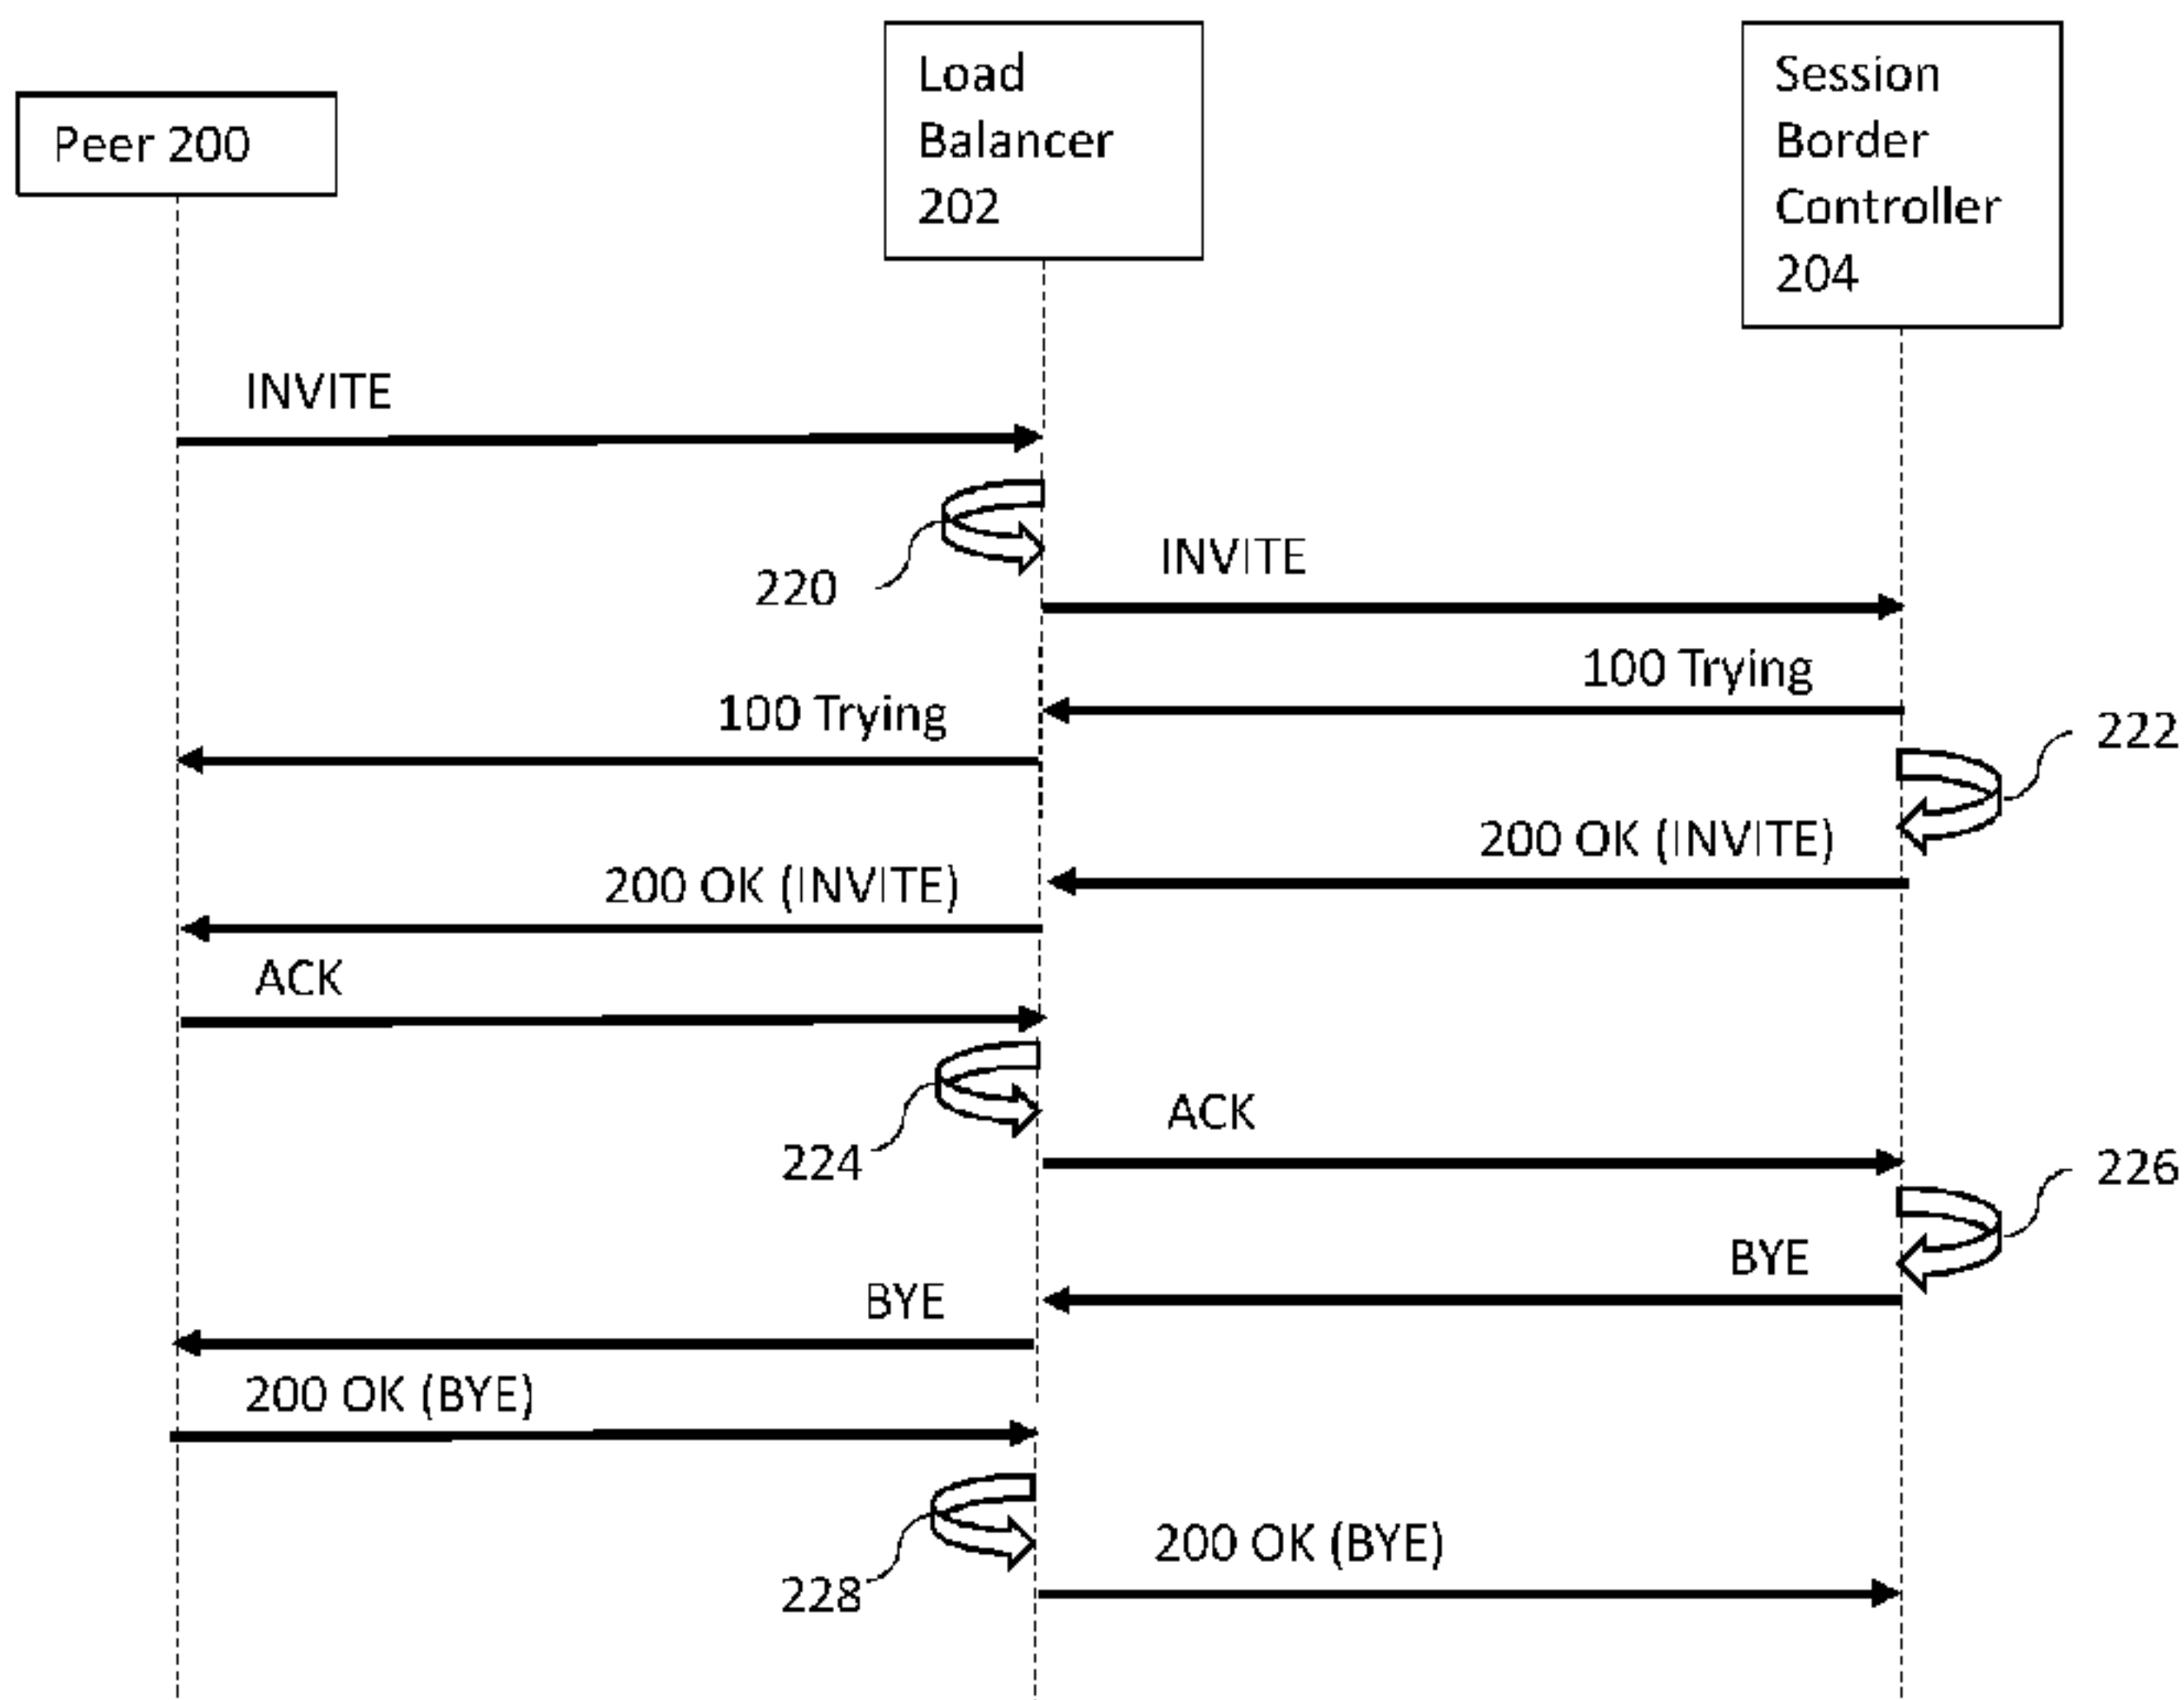 Peer 200
Load
Balancer
202
Session
Border
Controller
204
INVITE
220
INVITE
100 Trying
100 Trying
222
200 OK (INVITE)
200 OK (INVITE)
ACK
224
ACK
226
BYE
BYE
200 OK (BYE)
228
200 OK (BYE)